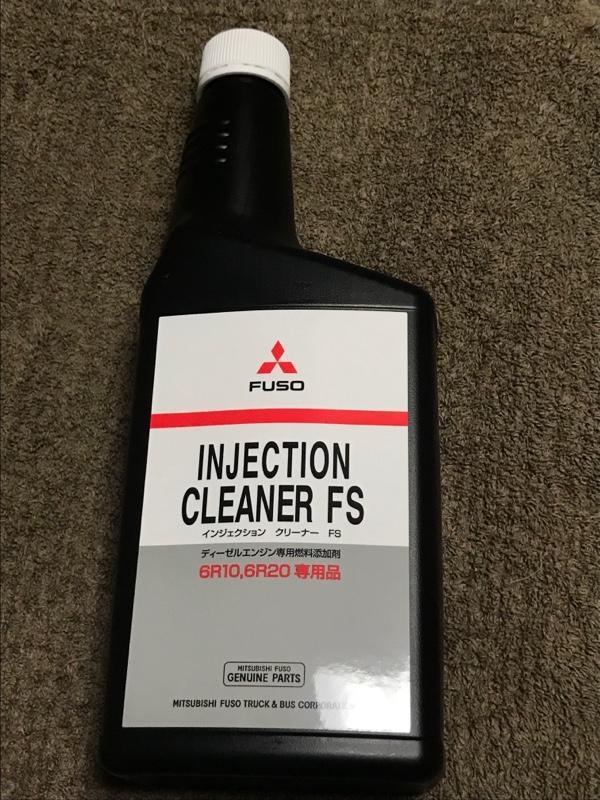 FUSO
INJECTION
CLEANER FS
インジェクション クリーナー FS
ディーゼルエンジン専用燃料添加剤
6R10,6R20 専用品
MITSUBISHI FUSO
GENUINE PARTS
MITSUBISHI FUSO TRUCK & BUS CORPORATION